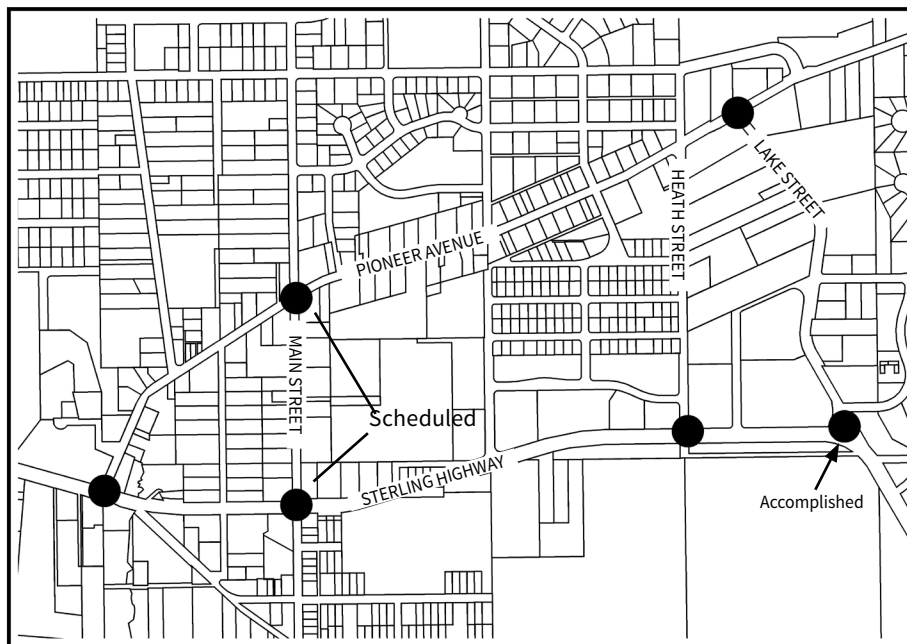 LAKE STREET
HEATH STREET
PIONEER AVENUE
MAIN STREET
Scheduled
STERLING HIGHWAY
Accomplished